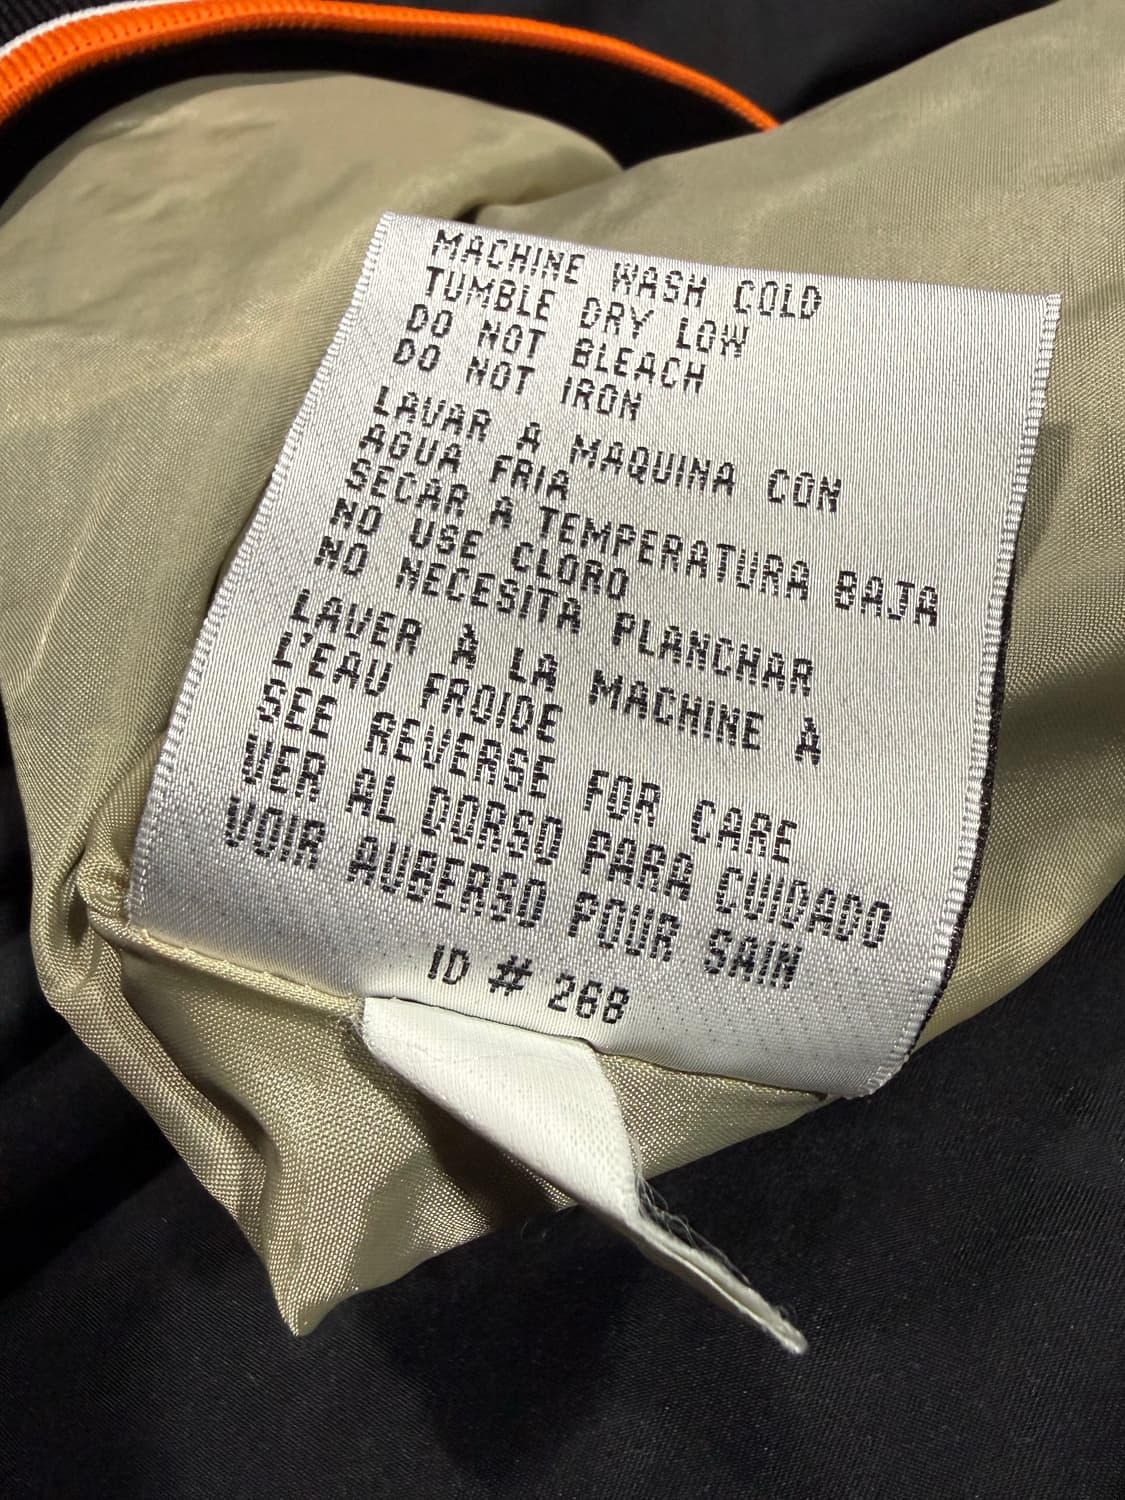 MACHINE WASH COLD
TUMBLE DRY LOW
DO NOT BLEACH
DO NOT IRON
LAVAR A MAQUINA CON
AGUA FRIA
SECAR A TEMPERATURA BAJA
NO USE CLORO
NO NECESITA PLANCHAR
LAVER À LA MACHINE À
L'EAU FROIDE
SEE REVERSE FOR CARE
VER AL DORSO PARA CUIDADO
VOIR AUBERSO POUR SAIN
ID # 268